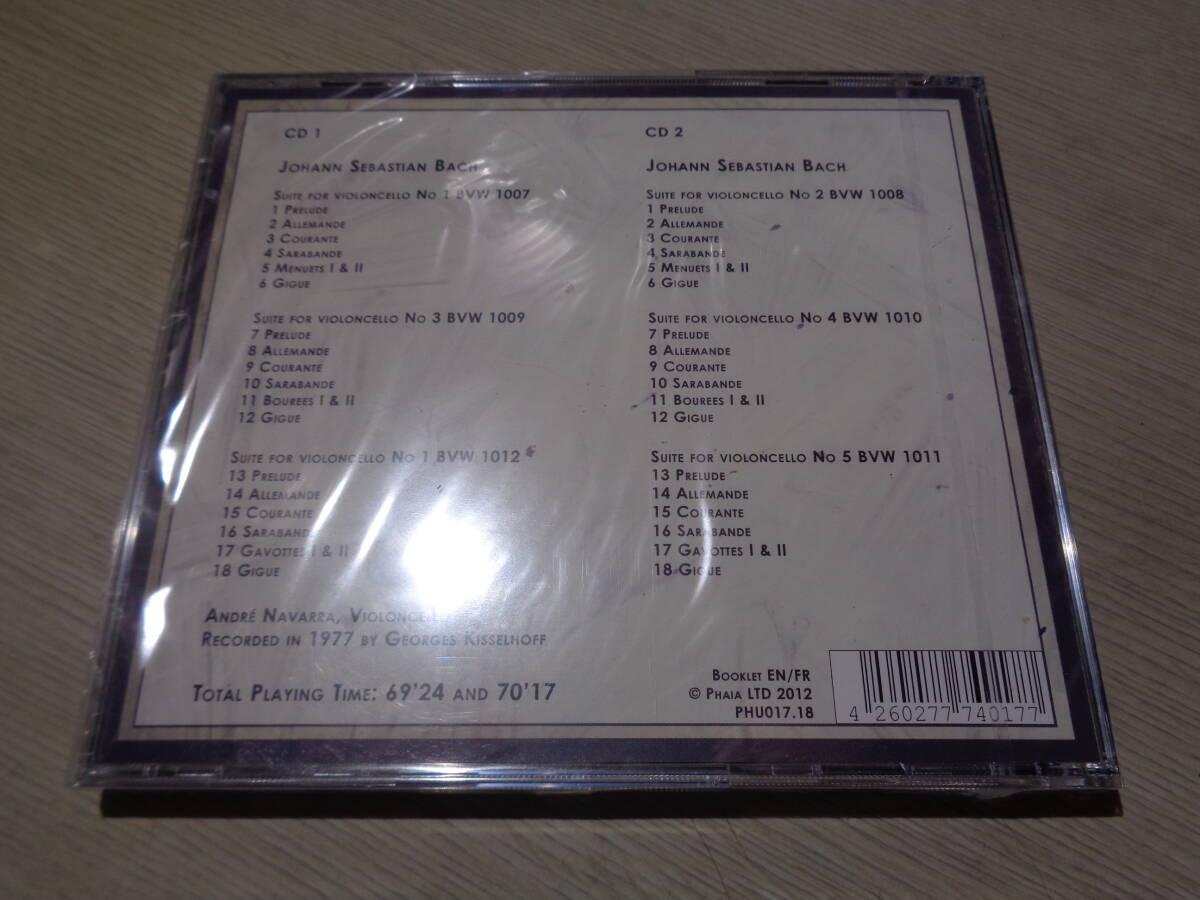 CD 1
Johann Sebastian Bach
Suite for violoncello No 1 BVW 1007
1 Prelude
2 Allemande
3 Courante
4 Sarabande
5 Menuets I & II
6 Gigue
Suite for violoncello No 3 BVW 1009
7 Prelude
8 Allemande
9 Courante
10 Sarabande
11 Bourees I & II
12 Gigue
Suite for violoncello No 1 BVW 1012
13 Prelude
14 Allemande
15 Courante
16 Sarabande
17 Gavottes I & II
18 Gigue
André Navarra,
Recorded in 1977 by Georges Kisselhoff
Total Playing Time: 69'24 and 70'17
CD 2
Johann Sebastian Bach
Suite for violoncello No 2 BVW 1008
1 Prelude
2 Allemande
3 Courante
4 Sarabande
5 Menuets I & II
6 Gigue
Suite for violoncello No 4 BVW 1010
7 Prelude
8 Allemande
9 Courante
10 Sarabande
11 Bourees I & II
12 Gigue
Suite for violoncello No 5 BVW 1011
13 Prelude
14 Allemande
15 Courante
16 Sarabande
17 Gavottes I & II
18 Gigue
Booklet EN/FR
© Phaia LTD 2012
PHU017.18
4 260277 740177